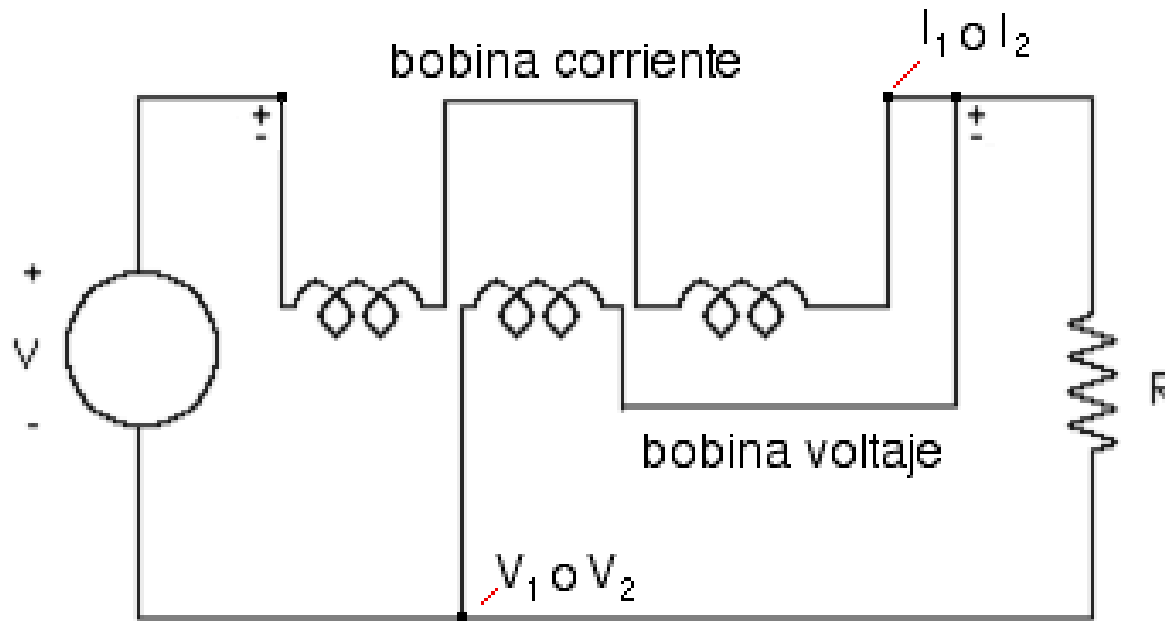 I₁ o I₂
bobina corriente
+
-
+
-
+
V
-
R
bobina voltaje
V₁ o V₂